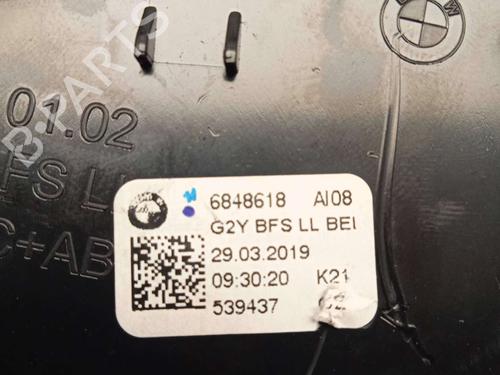 B-PARTS
01.02
FS LL
C+AB
6848618 AI08
G2Y BFS LL BEI
29.03.2019
09:30:20 K21
539437